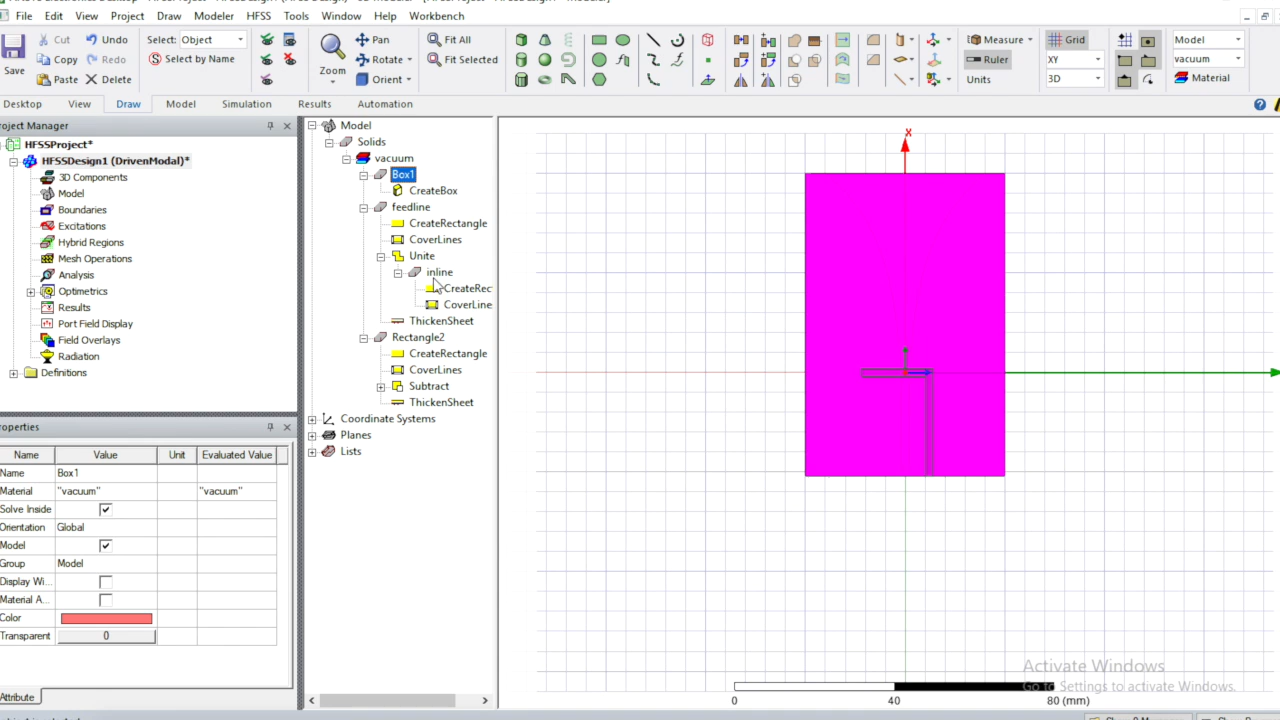 File Edit View Project Draw Modeler HFSS Tools Window Help Workbench
Save
Cut Copy Paste
Undo Redo Delete
Select: Object
Select by Name
Zoom
Pan Rotate Orient
Fit All
Fit Selected
Measure
Ruler
Units
Grid
XY
3D
Model
vacuum
Material
Desktop View Draw Model Simulation Results Automation
roject Manager
HFSSProject*
HFSSDesign1 (DrivenModal)*
3D Components
Model
Boundaries
Excitations
Hybrid Regions
Mesh Operations
Analysis
Optimetrics
Results
Port Field Display
Field Overlays
Radiation
Definitions
roperties
Name Value Unit Evaluated Value
Name Box1
Material "vacuum" "vacuum"
Solve Inside
Orientation Global
Model
Group Model
Display Wi...
Material A...
Color
Transparent 0
Attribute
Model
Solids
vacuum
Box1
CreateBox
feedline
CreateRectangle
CoverLines
Unite
inline
CreateRec
CoverLine
ThickenSheet
Rectangle2
CreateRectangle
CoverLines
Subtract
ThickenSheet
Coordinate Systems
Planes
Lists
X
Activate Windows
Go to Settings to activate Windows.
0 40 80 (mm)